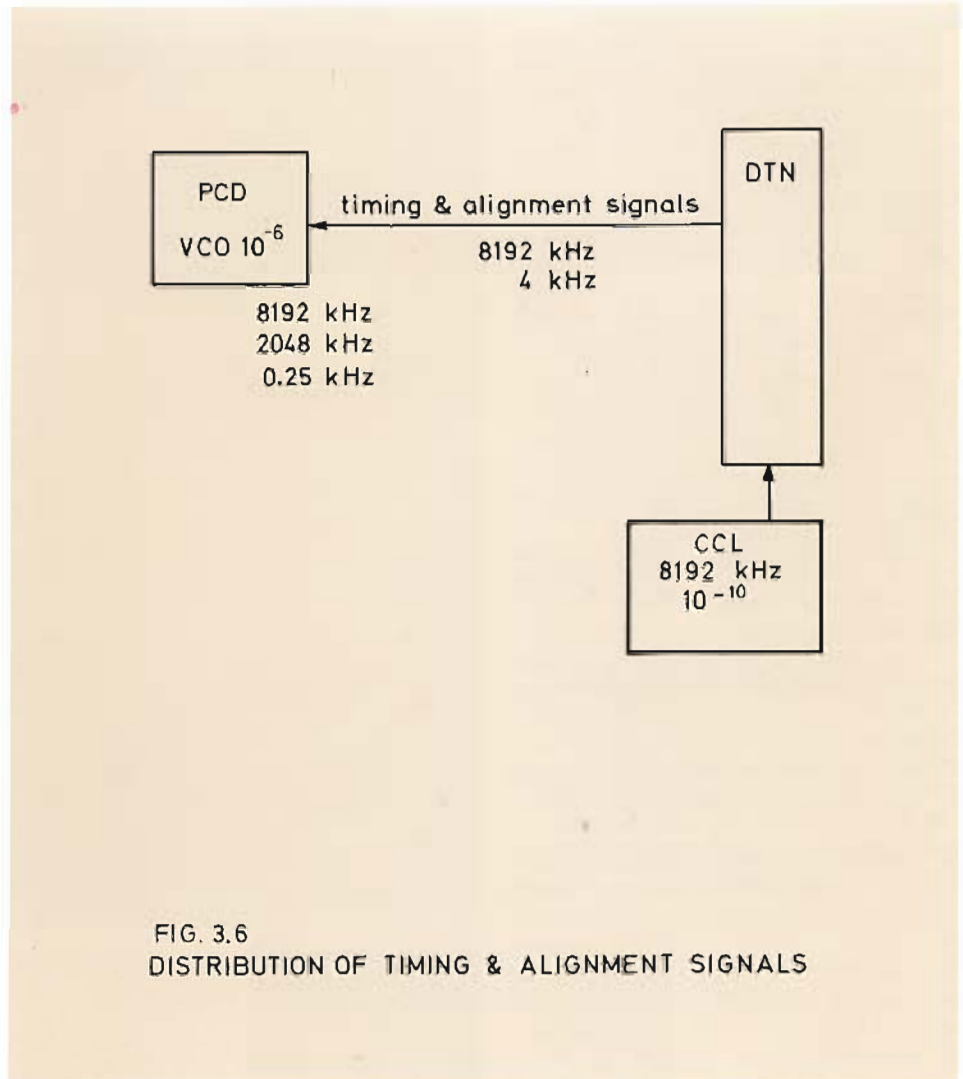 PCD
VCO 10⁻⁶
timing & alignment signals
8192 kHz
4 kHz
8192 kHz
2048 kHz
0.25 kHz
DTN
CCL
8192 kHz
10⁻¹⁰
FIG. 3.6
DISTRIBUTION OF TIMING & ALIGNMENT SIGNALS